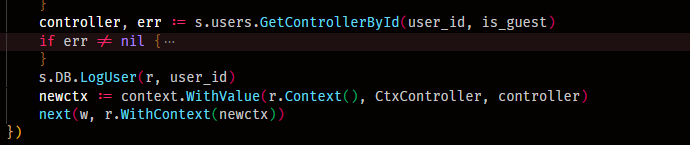 }
controller, err := s.users.GetControllerById(user_id, is_guest)
if err ≠ nil {…
}
s.DB.LogUser(r, user_id)
newctx := context.WithValue(r.Context(), CtxController, controller)
next(w, r.WithContext(newctx))
})